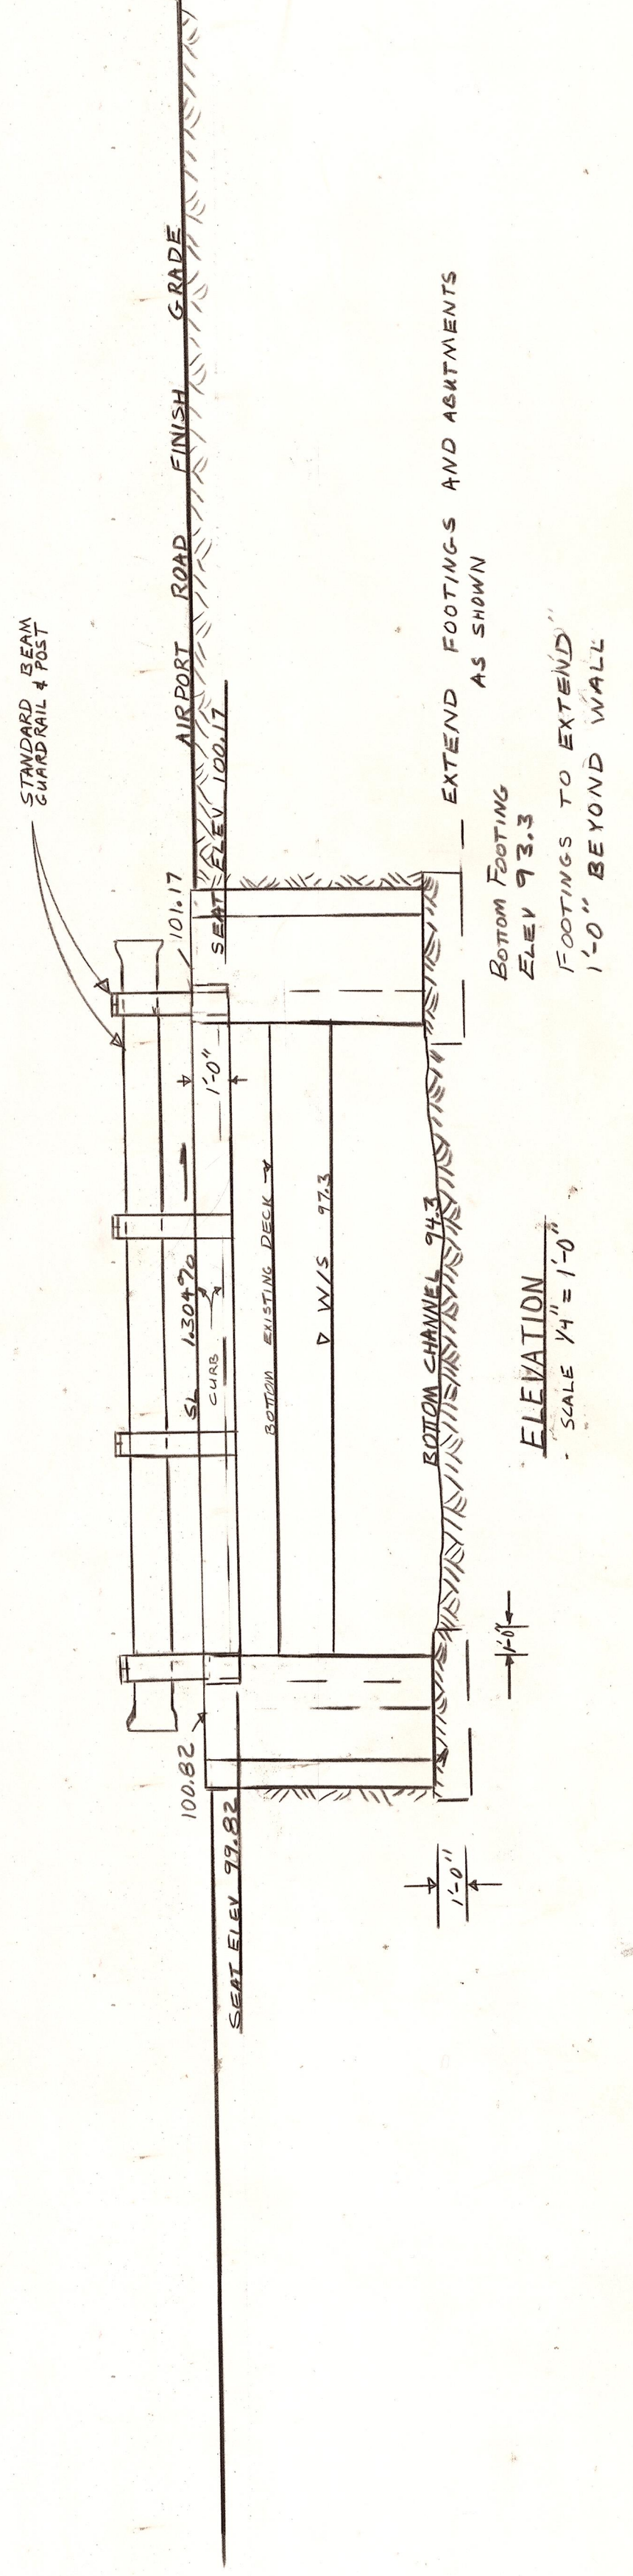 STANDARD BEAM
GUARDRAIL & POST
AIRPORT ROAD FINISH GRADE
100.82
101.17
SEAT ELEV 99.82
SEAT ELEV 100.17
SL 1.304%
1'-0"
CURB
BOTTOM EXISTING DECK
W/S 97.3
BOTTOM CHANNEL 94.3
1'-0"
1'-0"
EXTEND FOOTINGS AND ABUTMENTS
AS SHOWN
BOTTOM FOOTING
ELEV 93.3
FOOTINGS TO EXTEND"
1'-0" BEYOND WALL
ELEVATION
SCALE 1/4" = 1'-0"